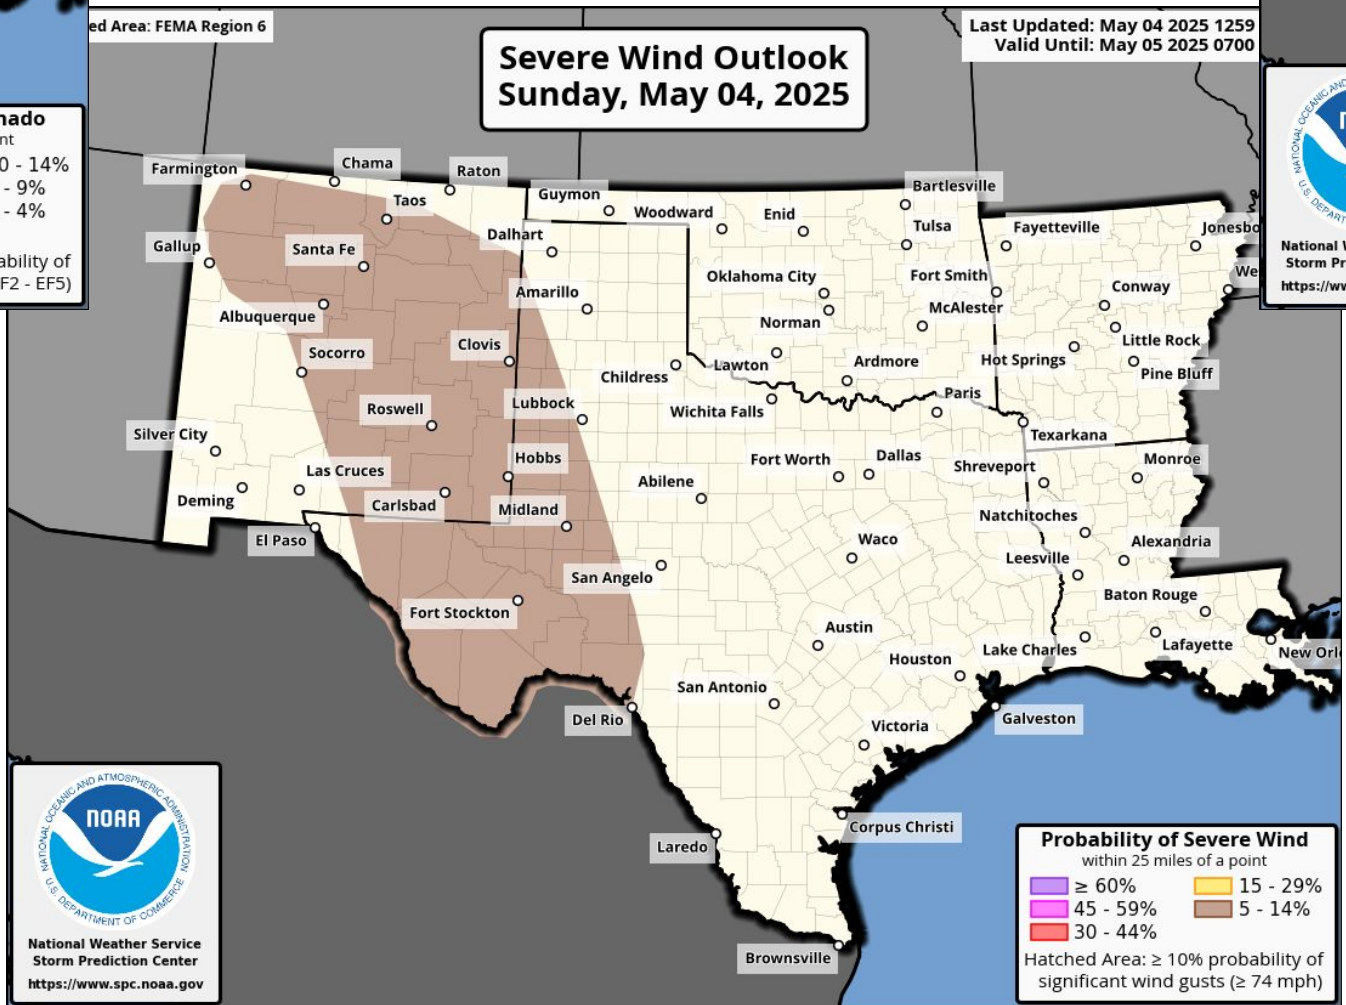 ed Area: FEMA Region 6
Severe Wind Outlook
Sunday, May 04, 2025
Last Updated: May 04 2025 1259
Valid Until: May 05 2025 0700
nado
nt
0 - 14%
- 9%
- 4%
ability of
F2 - EF5)
National W
Storm Pr
https://ww
Farmington
Chama
Raton
Taos
Guymon
Woodward
Enid
Bartlesville
Tulsa
Fayetteville
Jonesbo
Gallup
Santa Fe
Dalhart
Oklahoma City
Fort Smith
We
Amarillo
Conway
Albuquerque
Norman
McAlester
Little Rock
Socorro
Clovis
Childress
Lawton
Ardmore
Hot Springs
Pine Bluff
Roswell
Lubbock
Wichita Falls
Paris
Texarkana
Silver City
Las Cruces
Hobbs
Fort Worth
Dallas
Shreveport
Monroe
Deming
Carlsbad
Midland
Abilene
Natchitoches
El Paso
Waco
Alexandria
San Angelo
Leesville
Fort Stockton
Baton Rouge
Austin
Lake Charles
Lafayette
New Orl
Houston
San Antonio
Del Rio
Galveston
Victoria
Corpus Christi
Laredo
Brownsville
NATIONAL OCEANIC AND ATMOSPHERIC ADMINISTRATION
NOAA
U.S. DEPARTMENT OF COMMERCE
National Weather Service
Storm Prediction Center
https://www.spc.noaa.gov
Probability of Severe Wind
within 25 miles of a point
≥ 60%
15 - 29%
45 - 59%
5 - 14%
30 - 44%
Hatched Area: ≥ 10% probability of
significant wind gusts (≥ 74 mph)